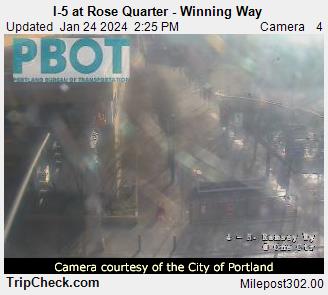 I-5 at Rose Quarter - Winning Way
Updated Jan 24 2024 2:25 PM Camera 4
PBOT
PORTLAND BUREAU OF TRANSPORTATION
Camera courtesy of the City of Portland
TripCheck.com Milepost302.00